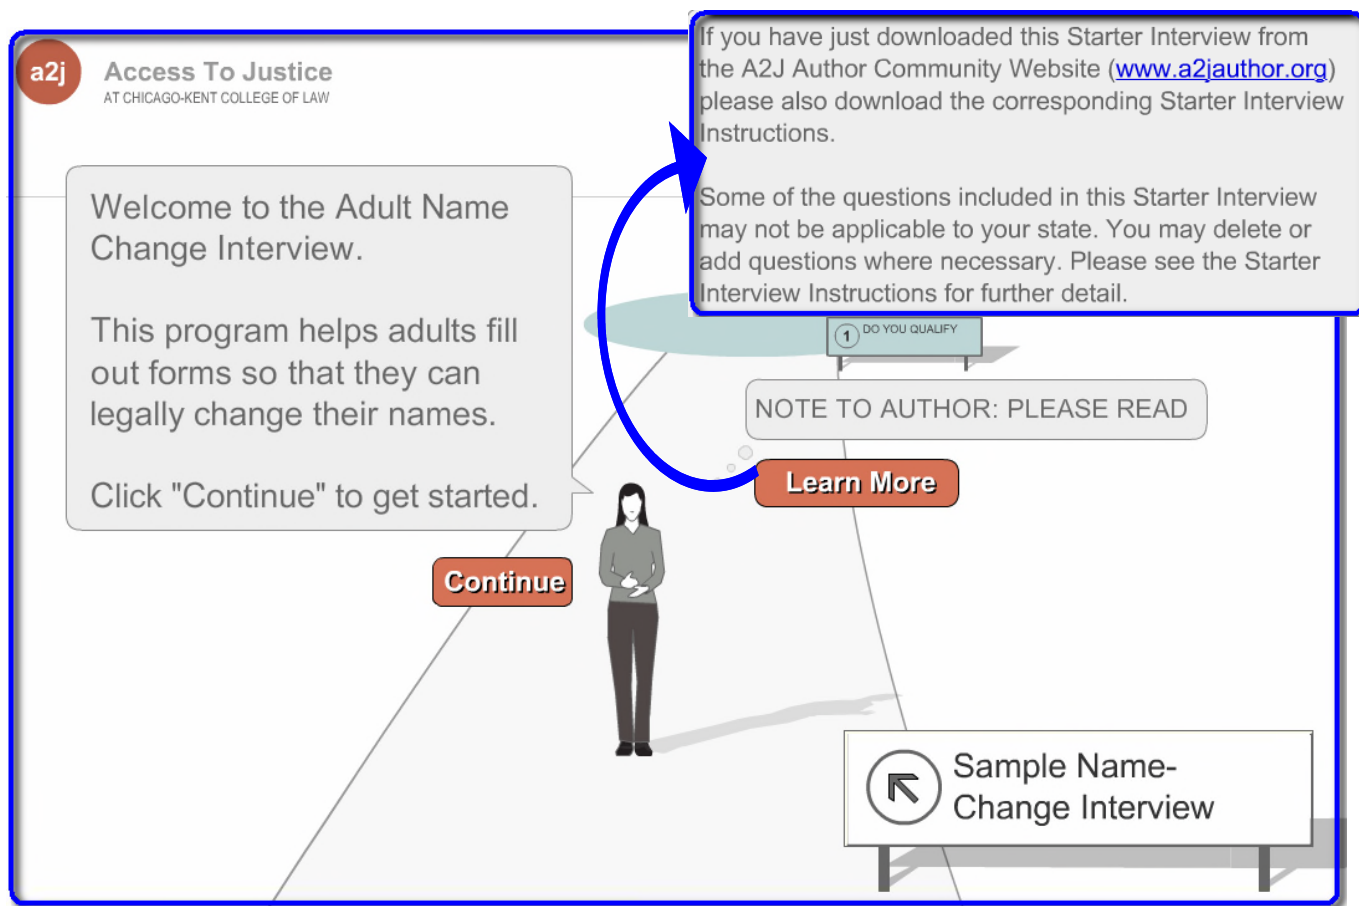 a2j
Access To Justice
AT CHICAGO-KENT COLLEGE OF LAW
If you have just downloaded this Starter Interview from
the A2J Author Community Website (www.a2jauthor.org)
please also download the corresponding Starter Interview
Instructions.
Some of the questions included in this Starter Interview
may not be applicable to your state. You may delete or
add questions where necessary. Please see the Starter
Interview Instructions for further detail.
Welcome to the Adult Name
Change Interview.
This program helps adults fill
out forms so that they can
legally change their names.
Click "Continue" to get started.
Continue
1 DO YOU QUALIFY
NOTE TO AUTHOR: PLEASE READ
Learn More
Sample Name-
Change Interview